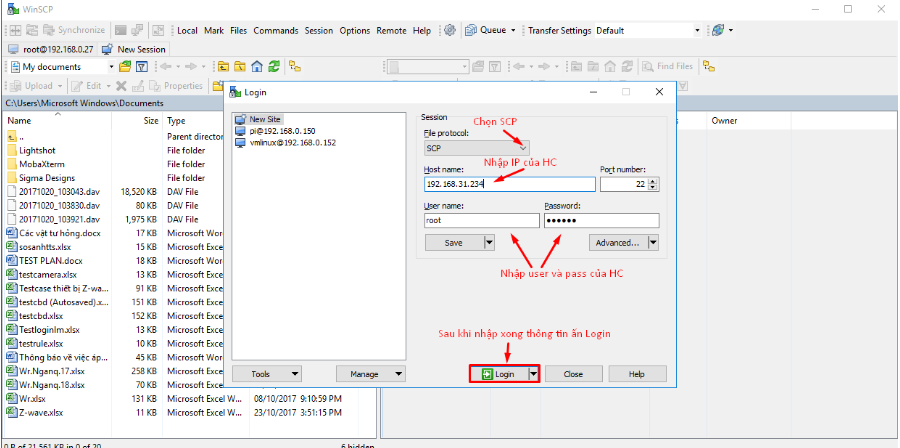 WinSCP
Synchronize
Local Mark Files Commands Session Options Remote Help
Queue
Transfer Settings Default
root@192.168.0.27 New Session
My documents
Find Files
Upload Edit Properties
C:\Users\Microsoft Windows\Documents
Name Size Type
Owner
.. Parent director
Lightshot File folder
MobaXterm File folder
Sigma Designs File folder
20171020_103043.dav 18,520 KB DAV File
20171020_103830.dav 80 KB DAV File
20171020_103921.dav 1,975 KB DAV File
Các vật tư hỏng.docx 17 KB Microsoft Wor
sosanhtts.xlsx 15 KB Microsoft Exce
TEST PLAN.docx 18 KB Microsoft Wor
testcamera.xlsx 13 KB Microsoft Exce
Testcase thiết bị Z-wa... 91 KB Microsoft Exce
testcbd (Autosaved).x... 151 KB Microsoft Exce
testcbd.xlsx 152 KB Microsoft Exce
Testloginlm.xlsx 13 KB Microsoft Exce
testrule.xlsx 10 KB Microsoft Exce
Thông báo về việc áp... 45 KB Microsoft Wor
Wr.Ngang.17.xlsx 258 KB Microsoft Exce
Wr.Ngang.18.xlsx 70 KB Microsoft Exce
Wr.xlsx 131 KB Microsoft Excel W... 08/10/2017 9:10:59 PM
Z-wave.xlsx 11 KB Microsoft Excel W... 23/10/2017 3:51:15 PM
0 B of 21,561 KB in 0 of 20
6 hidden
Login
New Site
pi@192.168.0.150
vmlinux@192.168.0.152
Session
Chọn SCP
File protocol:
SCP
Nhập IP của HC
Host name: Port number:
192.168.31.234 22
User name: Password:
root ••••••
Save Advanced...
Nhập user và pass của HC
Sau khi nhập xong thông tin ấn Login
Tools Manage Login Close Help